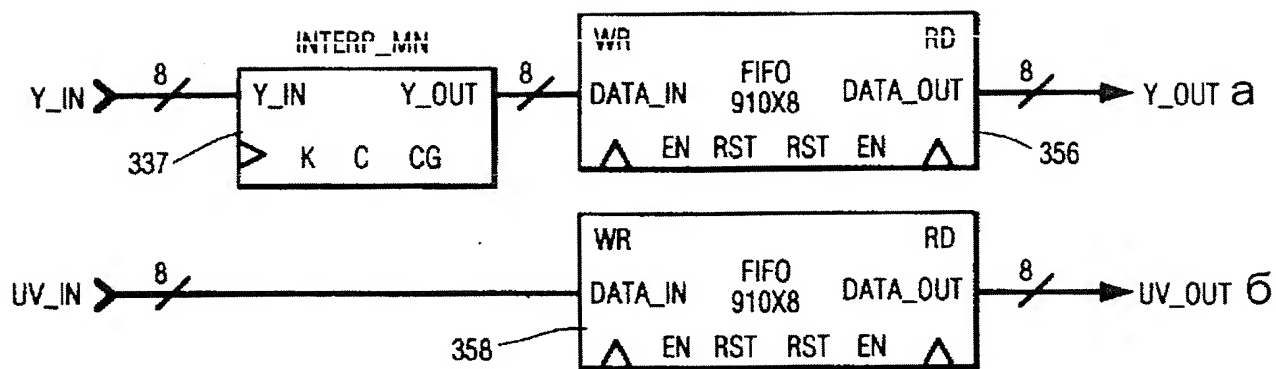 INTERP_MN
Y_IN
8
Y_IN Y_OUT
K C CG
337
8
WR RD
DATA_IN FIFO 910X8 DATA_OUT
EN RST RST EN
356
8
Y_OUT а
UV_IN
8
WR RD
DATA_IN FIFO 910X8 DATA_OUT
EN RST RST EN
358
8
UV_OUT б